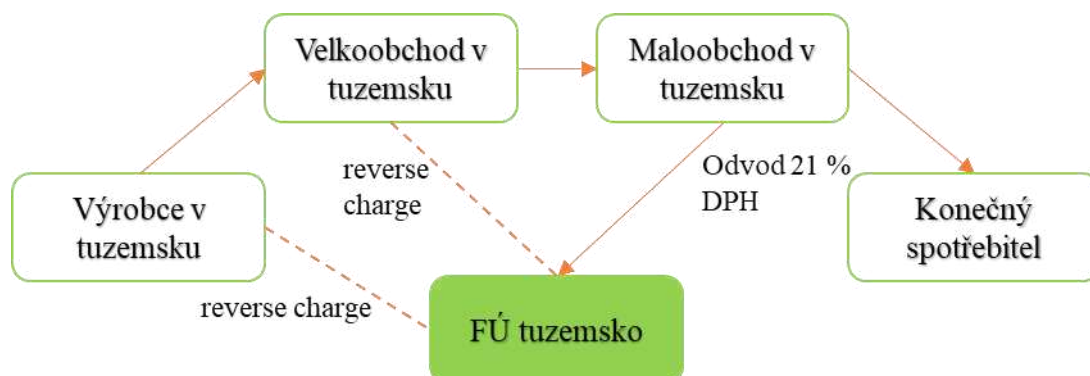 Velkoobchod v
tuzemsku
Maloobchod v
tuzemsku
reverse
charge
Odvod 21 %
DPH
Výrobce v
tuzemsku
Konečný
spotřebitel
reverse charge
FÚ tuzemsko